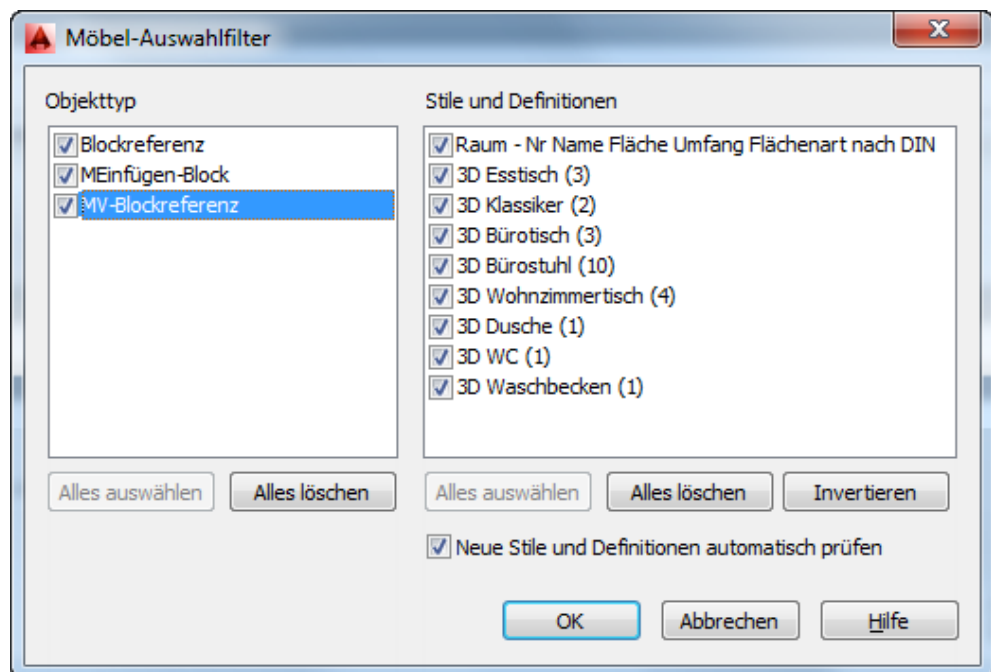 Möbel-Auswahlfilter
Objekttyp
Blockreferenz
MEinfügen-Block
MV-Blockreferenz
Alles auswählen
Alles löschen
Stile und Definitionen
Raum - Nr Name Fläche Umfang Flächenart nach DIN
3D Esstisch (3)
3D Klassiker (2)
3D Bürotisch (3)
3D Bürostuhl (10)
3D Wohnzimmertisch (4)
3D Dusche (1)
3D WC (1)
3D Waschbecken (1)
Alles auswählen
Alles löschen
Invertieren
Neue Stile und Definitionen automatisch prüfen
OK
Abbrechen
Hilfe